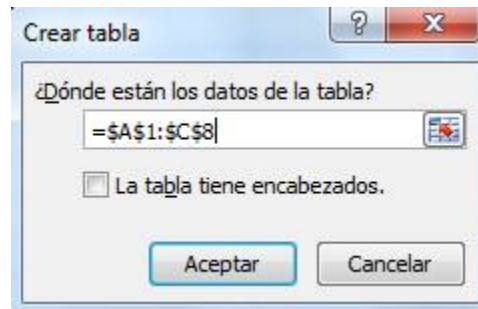 Crear tabla
¿Dónde están los datos de la tabla?
=$A$1:$C$8
La tabla tiene encabezados.
Aceptar
Cancelar